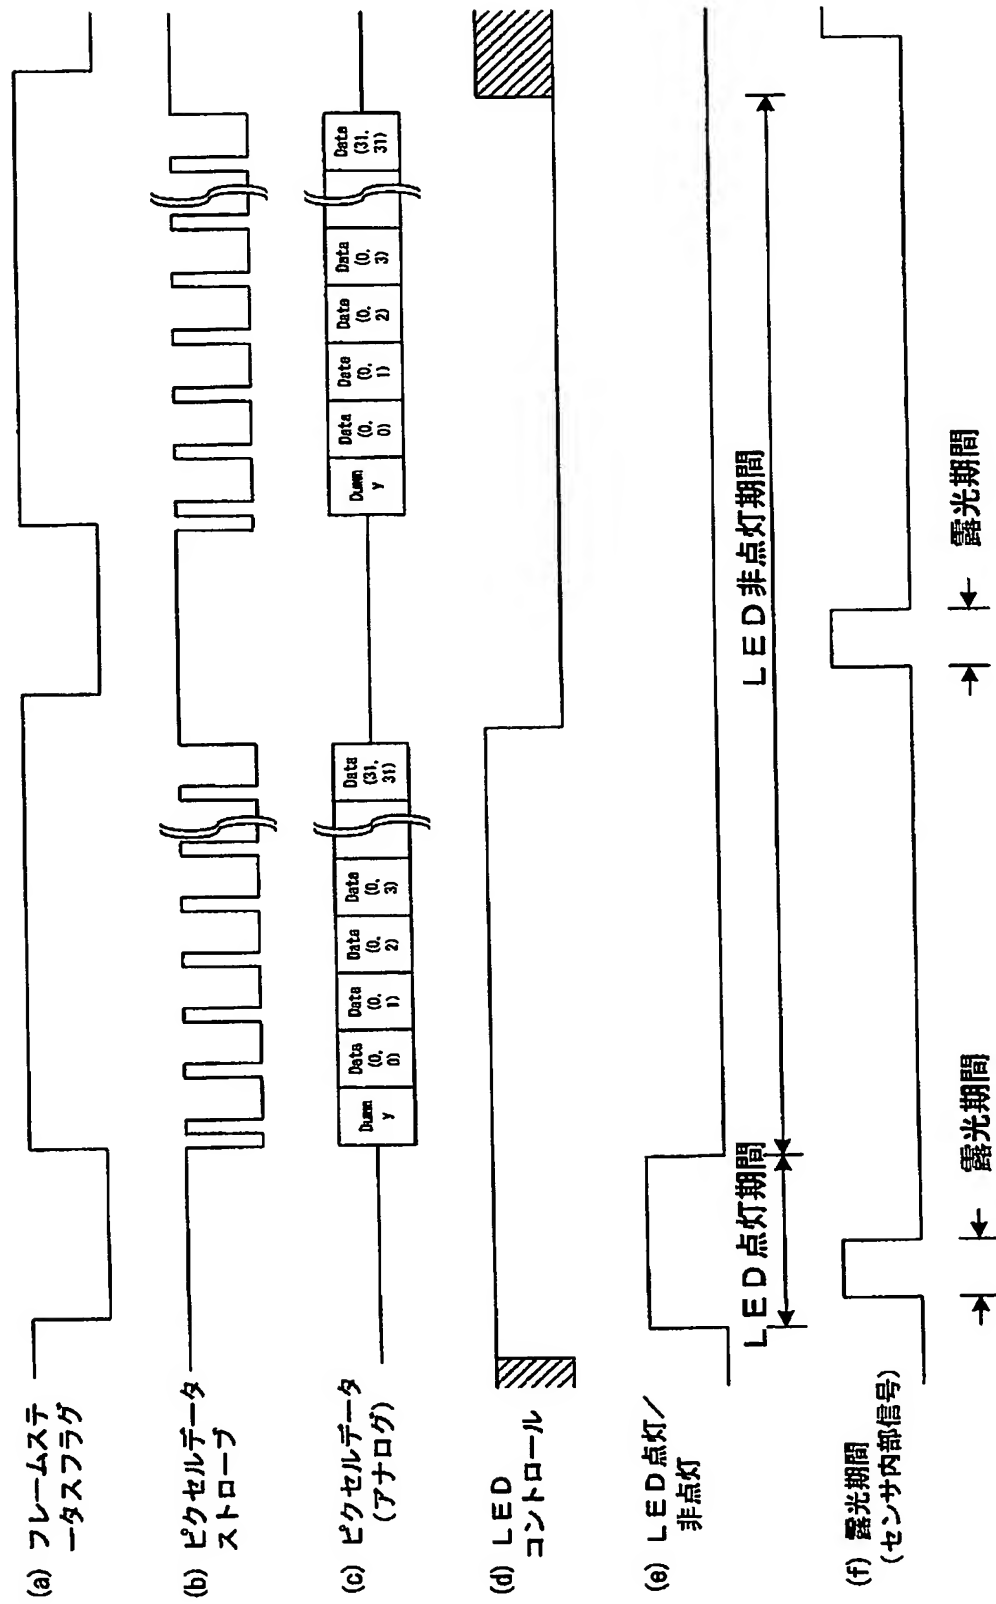 (a) フレームステ
ータスフラグ
(b) ピクセルデータ
ストローブ
(c) ピクセルデータ
(アナログ)
Dumm
y
Data
(0,
0)
Data
(0,
1)
Data
(0,
2)
Data
(0,
3)
Data
(31,
31)
Dumm
y
Data
(0,
0)
Data
(0,
1)
Data
(0,
2)
Data
(0,
3)
Data
(31,
31)
(d) LED
コントロール
(e) LED点灯/
非点灯
LED点灯期間
LED非点灯期間
(f) 露光期間
(センサ内部信号)
露光期間
露光期間